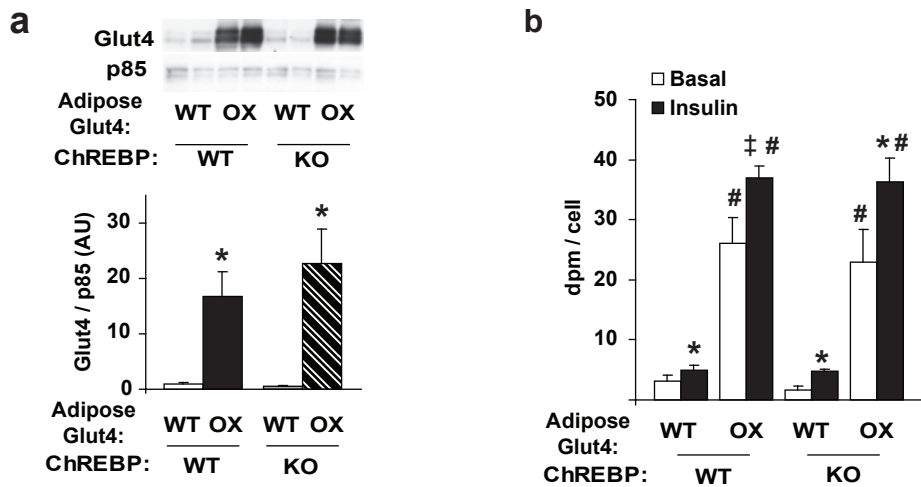 a
Glut4
p85
Adipose Glut4: WT OX WT OX
ChREBP: WT KO
Glut4 / p85 (AU)
30
20
10
0
* *
Adipose Glut4: WT OX WT OX
ChREBP: WT KO
b
Basal
Insulin
dpm / cell
50
40
30
20
10
* # ‡ # * # * #
Adipose Glut4: WT OX WT OX
ChREBP: WT KO